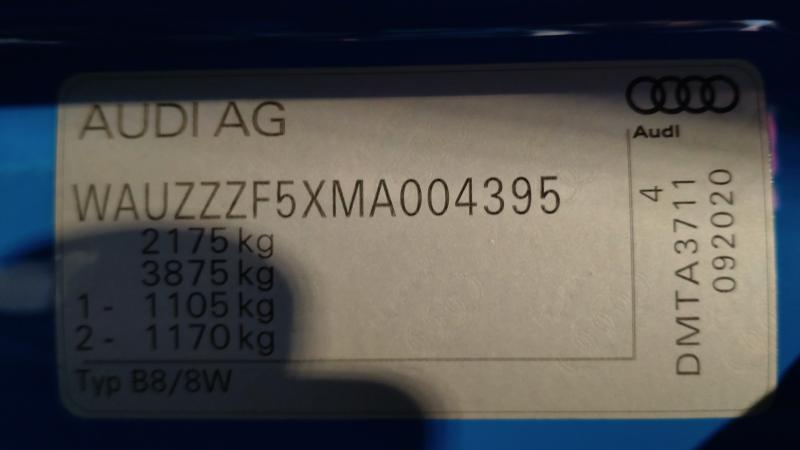 AUDI AG
Audi
WAUZZZF5XMA004395
2175 kg
3875 kg
1- 1105 kg
2- 1170 kg
Typ B8/8W
4
DMTA3711
092020